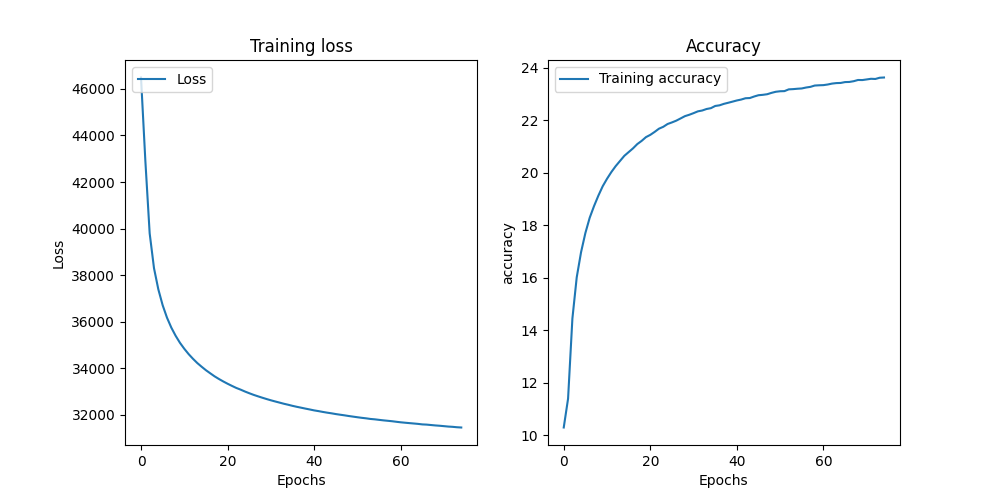 Training loss
Loss
46000
44000
42000
40000
38000
36000
34000
32000
Loss
0 20 40 60
Epochs
Accuracy
Training accuracy
24
22
20
18
16
14
12
10
accuracy
0 20 40 60
Epochs